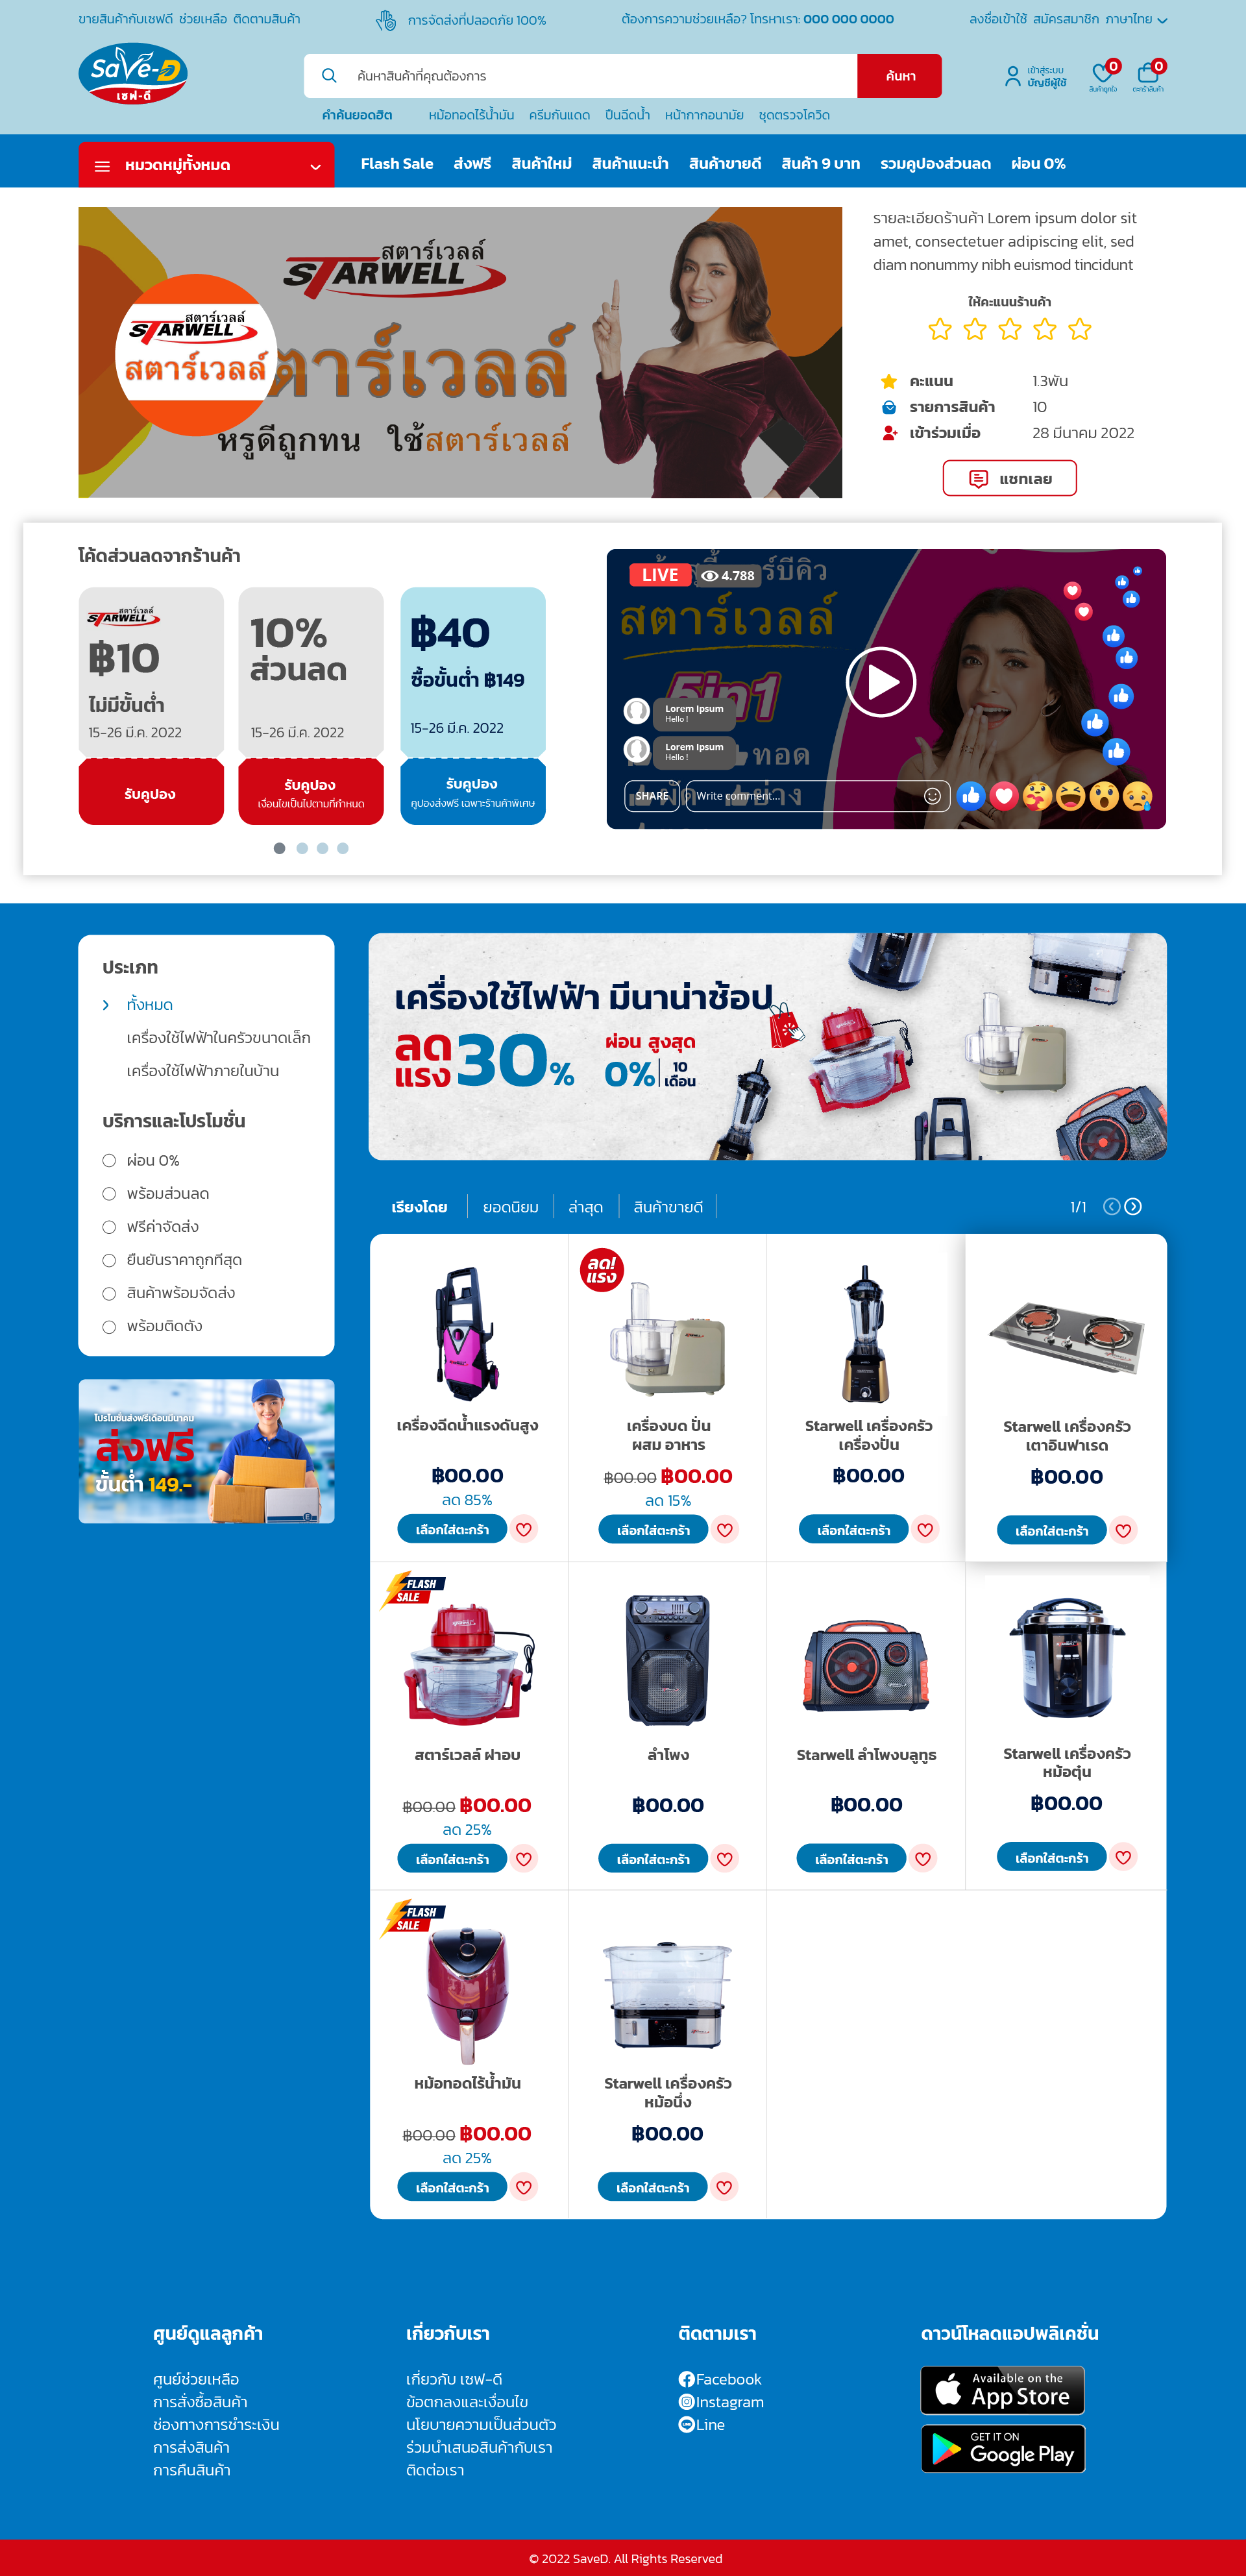 ขายสินค้ากับเซฟดี ช่วยเหลือ ติดตามสินค้า
การจัดส่งที่ปลอดภัย 100%
ต้องการความช่วยเหลือ? โทรหาเรา: 000 000 0000
ลงชื่อเข้าใช้ สมัครสมาชิก ภาษาไทย
Save-D
เซฟ-ดี
ค้นหาสินค้าที่คุณต้องการ
ค้นหา
เข้าสู่ระบบ
บัญชีผู้ใช้
0
สินค้าถูกใจ
0
ตะกร้าสินค้า
คำค้นยอดฮิต หม้อทอดไร้น้ำมัน ครีมกันแดด ปืนฉีดน้ำ หน้ากากอนามัย ชุดตรวจโควิด
หมวดหมู่ทั้งหมด
Flash Sale ส่งฟรี สินค้าใหม่ สินค้าแนะนำ สินค้าขายดี สินค้า 9 บาท รวมคูปองส่วนลด ผ่อน 0%
สตาร์เวลล์
STARWELL
สตาร์เวลล์
STARWELL
สตาร์เวลล์
ตาร์เวลล์
หรูดีถูกทน ใช้สตาร์เวลล์
รายละเอียดร้านค้า Lorem ipsum dolor sit
amet, consectetuer adipiscing elit, sed
diam nonummy nibh euismod tincidunt
ให้คะแนนร้านค้า
คะแนน 1.3พัน
รายการสินค้า 10
เข้าร่วมเมื่อ 28 มีนาคม 2022
แชทเลย
โค้ดส่วนลดจากร้านค้า
สตาร์เวลล์
STARWELL
฿10
ไม่มีขั้นต่ำ
15-26 มี.ค. 2022
รับคูปอง
10%
ส่วนลด
15-26 มี.ค. 2022
รับคูปอง
เงื่อนไขเป็นไปตามที่กำหนด
฿40
ซื้อขั้นต่ำ ฿149
15-26 มี.ค. 2022
รับคูปอง
คูปองส่งฟรี เฉพาะร้านค้าพิเศษ
LIVE
4.788
สตาร์เวลล์
5in1
Lorem Ipsum
Hello !
Lorem Ipsum
Hello !
SHARE
Write comment...
ประเภท
ทั้งหมด
เครื่องใช้ไฟฟ้าในครัวขนาดเล็ก
เครื่องใช้ไฟฟ้าภายในบ้าน
บริการและโปรโมชั่น
ผ่อน 0%
พร้อมส่วนลด
ฟรีค่าจัดส่ง
ยืนยันราคาถูกทีสุด
สินค้าพร้อมจัดส่ง
พร้อมติดตัง
โปรโมชั่นส่งฟรีเดือนมีนาคม
ส่งฟรี
ขั้นต่ำ 149.-
เครื่องใช้ไฟฟ้า มีนาน่าช้อป
ลด
แรง
30%
ผ่อน สูงสุด
0%
10
เดือน
เรียงโดย ยอดนิยม ล่าสุด สินค้าขายดี
1/1
เครื่องฉีดน้ำแรงดันสูง
฿00.00
ลด 85%
เลือกใส่ตะกร้า
ลด!
แรง
เครื่องบด ปั่น
ผสม อาหาร
฿00.00 ฿00.00
ลด 15%
เลือกใส่ตะกร้า
Starwell เครื่องครัว
เครื่องปั่น
฿00.00
เลือกใส่ตะกร้า
Starwell เครื่องครัว
เตาอินฟาเรด
฿00.00
เลือกใส่ตะกร้า
FLASH
SALE
สตาร์เวลล์ ฝาอบ
฿00.00 ฿00.00
ลด 25%
เลือกใส่ตะกร้า
ลำโพง
฿00.00
เลือกใส่ตะกร้า
Starwell ลำโพงบลูทูธ
฿00.00
เลือกใส่ตะกร้า
Starwell เครื่องครัว
หม้อตุ๋น
฿00.00
เลือกใส่ตะกร้า
FLASH
SALE
หม้อทอดไร้น้ำมัน
฿00.00 ฿00.00
ลด 25%
เลือกใส่ตะกร้า
Starwell เครื่องครัว
หม้อนึ่ง
฿00.00
เลือกใส่ตะกร้า
ศูนย์ดูแลลูกค้า
ศูนย์ช่วยเหลือ
การสั่งซื้อสินค้า
ช่องทางการชำระเงิน
การส่งสินค้า
การคืนสินค้า
เกี่ยวกับเรา
เกี่ยวกับ เซฟ-ดี
ข้อตกลงและเงื่อนไข
นโยบายความเป็นส่วนตัว
ร่วมนำเสนอสินค้ากับเรา
ติดต่อเรา
ติดตามเรา
Facebook
Instagram
Line
ดาวน์โหลดแอปพลิเคชั่น
Available on the
App Store
GET IT ON
Google Play
© 2022 SaveD. All Rights Reserved